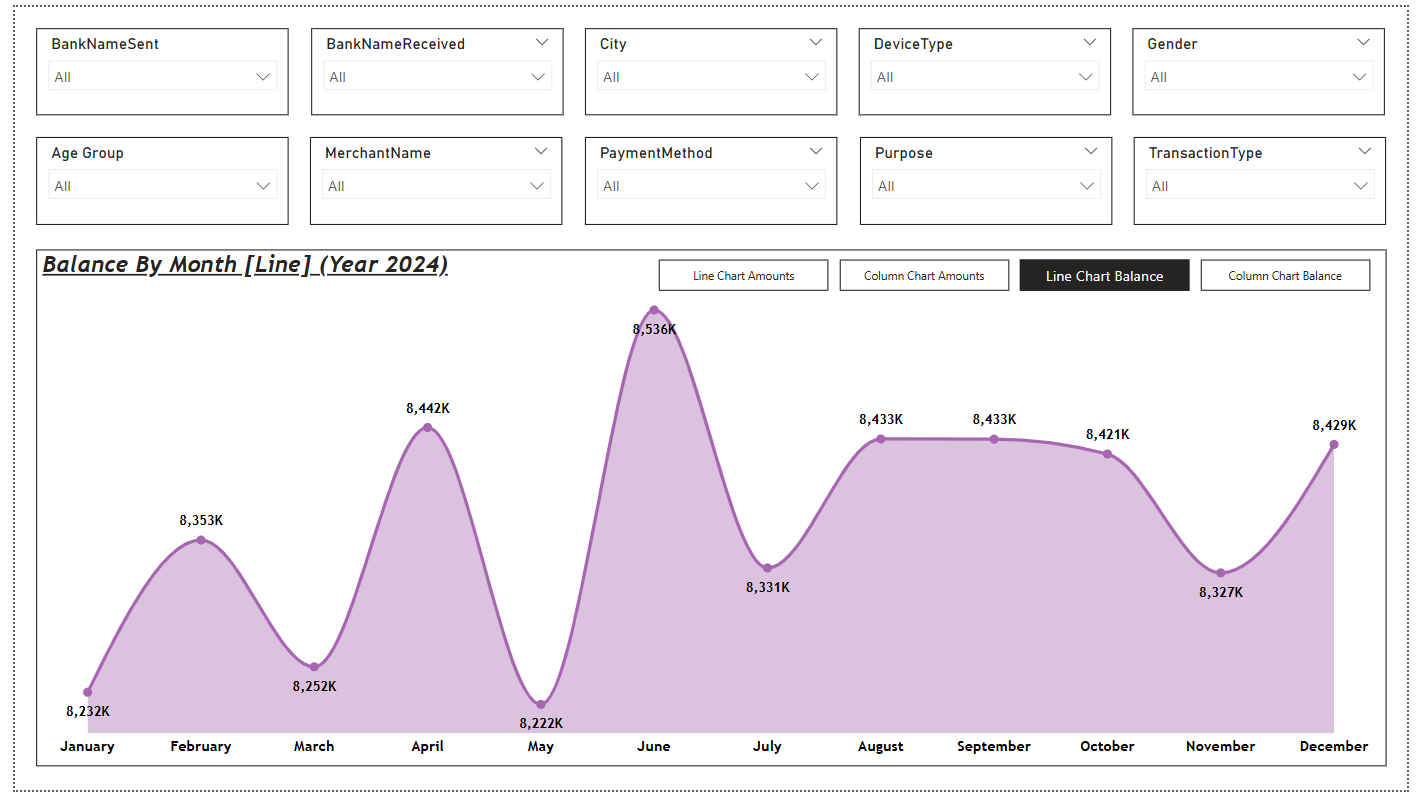 BankNameSent
BankNameReceived
City
DeviceType
Gender
All
All
All
All
All
Age Group
MerchantName
PaymentMethod
Purpose
TransactionType
All
All
All
All
All
Balance By Month [Line] (Year 2024)
Line Chart Amounts
Column Chart Amounts
Line Chart Balance
Column Chart Balance
8,232K
8,353K
8,252K
8,442K
8,222K
8,536K
8,331K
8,433K
8,433K
8,421K
8,327K
8,429K
January
February
March
April
May
June
July
August
September
October
November
December